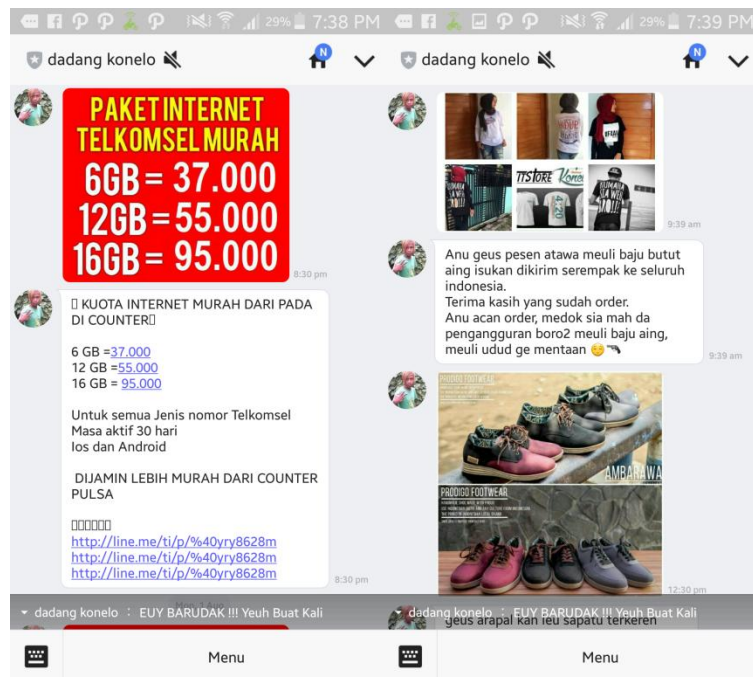 29% 7:38 PM
dadang konelo
N
PAKET INTERNET
TELKOMSEL MURAH
6GB = 37.000
12GB = 55.000
16GB = 95.000
8:30 pm
KUOTA INTERNET MURAH DARI PADA
DI COUNTER
6 GB =37.000
12 GB =55.000
16 GB = 95.000
Untuk semua Jenis nomor Telkomsel
Masa aktif 30 hari
Ios dan Android
DIJAMIN LEBIH MURAH DARI COUNTER
PULSA
http://line.me/ti/p/%40yry8628m
http://line.me/ti/p/%40yry8628m
http://line.me/ti/p/%40yry8628m
8:30 pm
Mon, 1 Aug
dadang konelo : EUY BARUDAK !!! Yeuh Buat Kali
Menu
29% 7:39 PM
dadang konelo
N
9:39 am
Anu geus pesen atawa meuli baju butut
aing isukan dikirim serempak ke seluruh
indonesia.
Terima kasih yang sudah order.
Anu acan order, medok sia mah da
pengangguran boro2 meuli baju aing,
meuli udud ge mentaan
9:39 am
PRODIGO FOOTWEAR
AMBARAWA
PRODIGO FOOTWEAR
12:30 pm
dadang konelo : EUY BARUDAK !!! Yeuh Buat Kali
geus arapal kan ieu sapatu terkeren
Menu